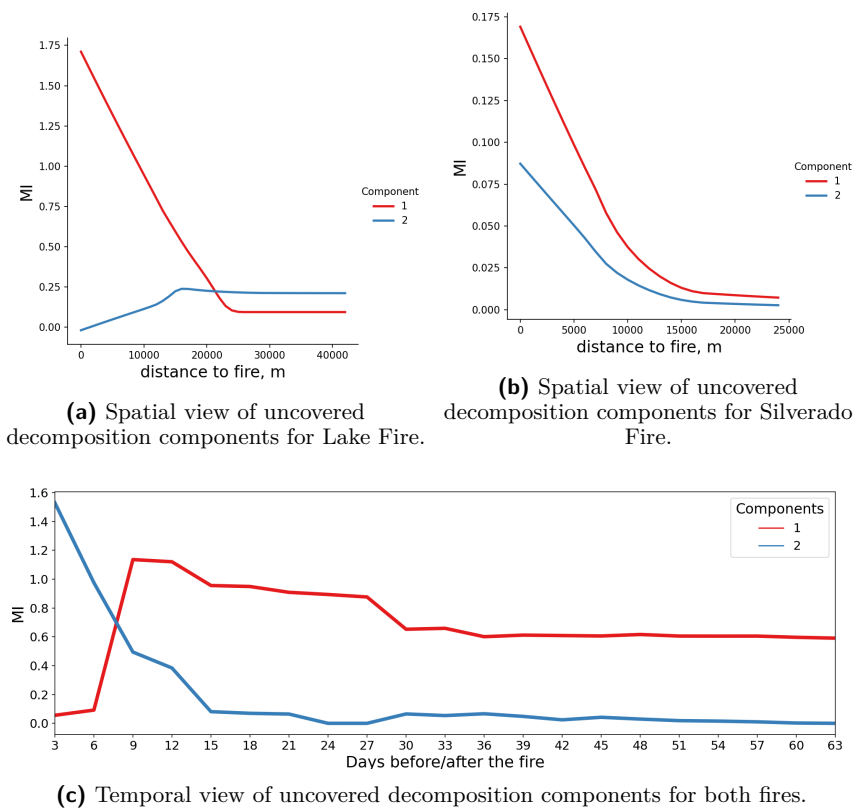 1.75
1.50
1.25
1.00
0.75
0.50
0.25
0.00
MI
0 10000 20000 30000 40000
distance to fire, m
Component
1
2
(a) Spatial view of uncovered
decomposition components for Lake Fire.
0.175
0.150
0.125
0.100
0.075
0.050
0.025
0.000
MI
0 5000 10000 15000 20000 25000
distance to fire, m
Component
1
2
(b) Spatial view of uncovered
decomposition components for Silverado
Fire.
1.6
1.4
1.2
1.0
0.8
0.6
0.4
0.2
0.0
MI
3 6 9 12 15 18 21 24 27 30 33 36 39 42 45 48 51 54 57 60 63
Days before/after the fire
Components
1
2
(c) Temporal view of uncovered decomposition components for both fires.